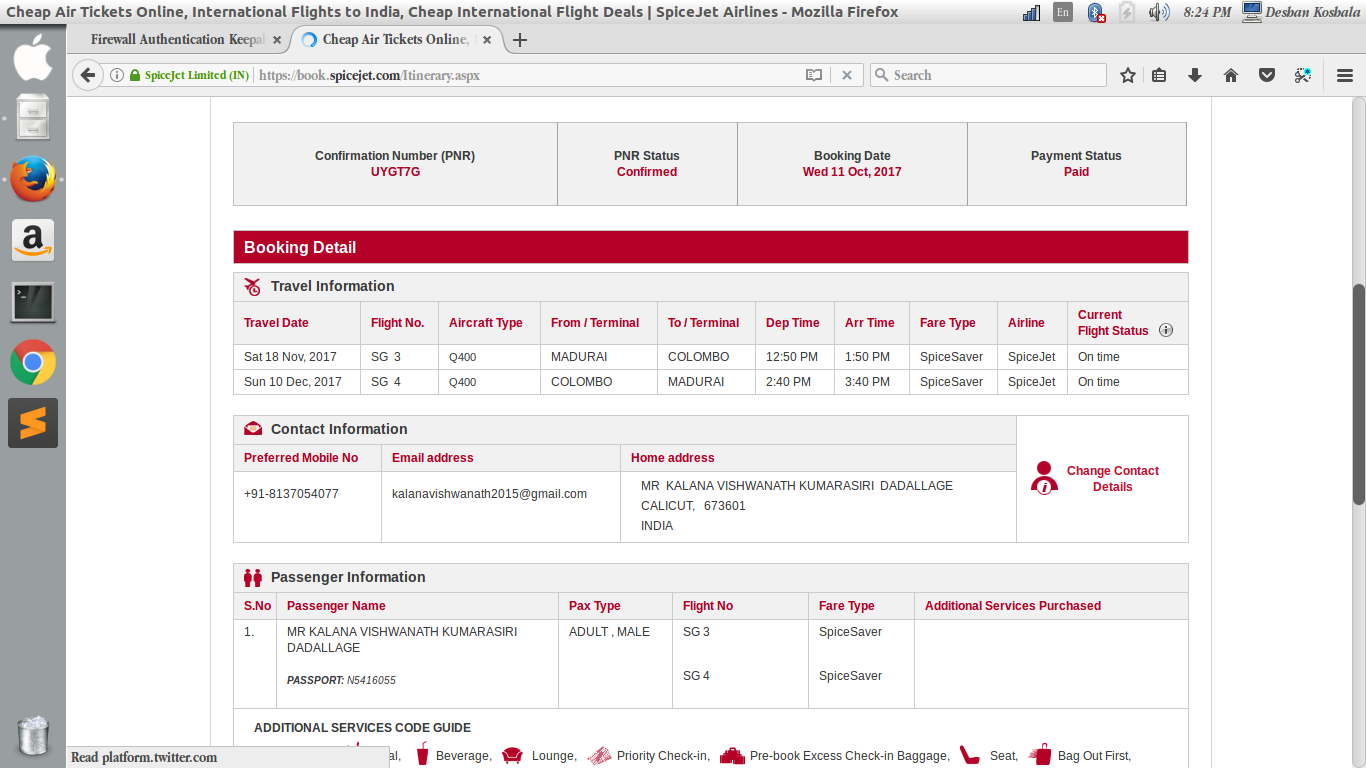 Cheap Air Tickets Online, International Flights to India, Cheap International Flight Deals | SpiceJet Airlines - Mozilla Firefox
En
8:24 PM
Deshan Koshala
Firewall Authentication Keepal
Cheap Air Tickets Online,
SpiceJet Limited (IN)
https://book.spicejet.com/Itinerary.aspx
Search
Confirmation Number (PNR) PNR Status Booking Date Payment Status
UYGT7G Confirmed Wed 11 Oct, 2017 Paid
Booking Detail
Travel Information
Travel Date Flight No. Aircraft Type From / Terminal To / Terminal Dep Time Arr Time Fare Type Airline Current
Flight Status
Sat 18 Nov, 2017 SG 3 Q400 MADURAI COLOMBO 12:50 PM 1:50 PM SpiceSaver SpiceJet On time
Sun 10 Dec, 2017 SG 4 Q400 COLOMBO MADURAI 2:40 PM 3:40 PM SpiceSaver SpiceJet On time
Contact Information
Preferred Mobile No Email address Home address
+91-8137054077 kalanavishwanath2015@gmail.com MR KALANA VISHWANATH KUMARASIRI DADALLAGE
CALICUT, 673601
INDIA
Change Contact
Details
Passenger Information
S.No Passenger Name Pax Type Flight No Fare Type Additional Services Purchased
1. MR KALANA VISHWANATH KUMARASIRI ADULT , MALE SG 3 SpiceSaver
DADALLAGE
PASSPORT: N5416055 SG 4 SpiceSaver
ADDITIONAL SERVICES CODE GUIDE
al, Beverage, Lounge, Priority Check-in, Pre-book Excess Check-in Baggage, Seat, Bag Out First,
Read platform.twitter.com